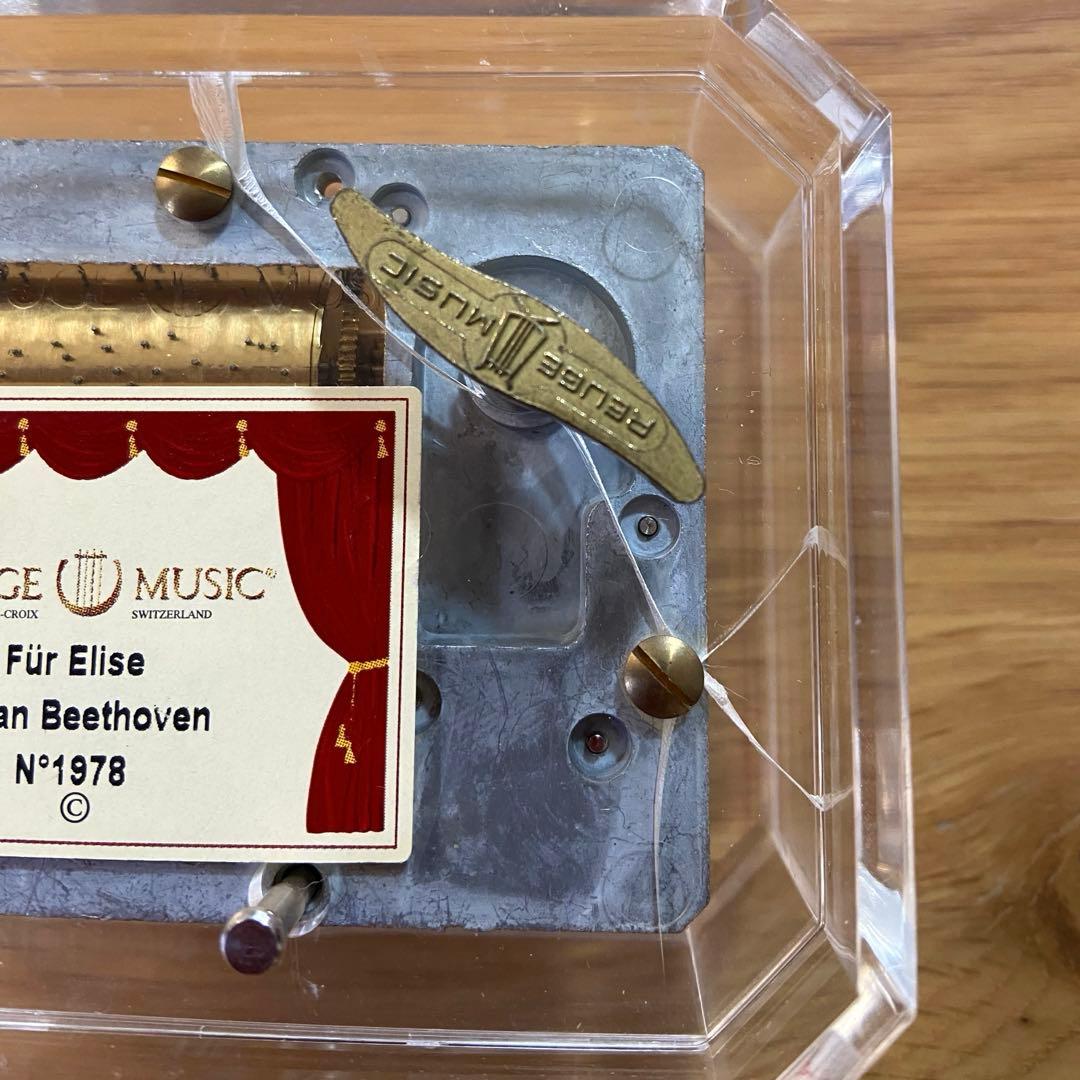 REUGE MUSIC
GE MUSIC®
-CROIX SWITZERLAND
Für Elise
an Beethoven
N°1978
©